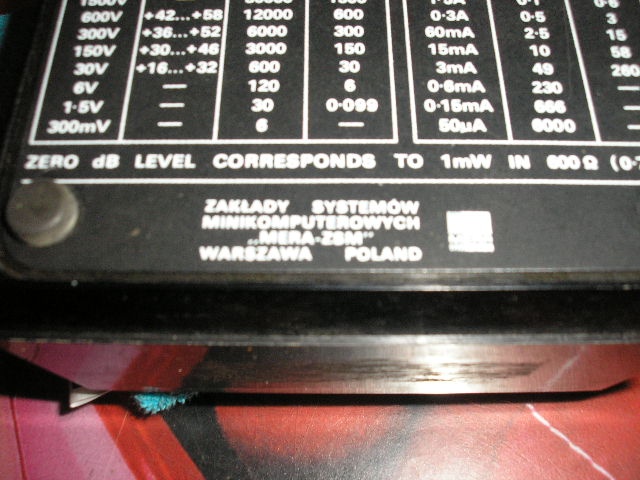 600V +42...+58 12000 600 0·3A 0·5 3
300V +36...+52 6000 300 60mA 2·5 15
150V +30...+46 3000 150 15mA 10 58
30V +16...+32 600 30 3mA 49 260
6V — 120 6 0·6mA 230 —
1·5V — 30 0·099 0·15mA 666 —
300mV — 6 — 50µA 6000 —
ZERO dB LEVEL CORRESPONDS TO 1mW IN 600Ω (0·7
ZAKŁADY SYSTEMÓW
MINIKOMPUTEROWYCH
„MERA-ZSM"
WARSZAWA POLAND